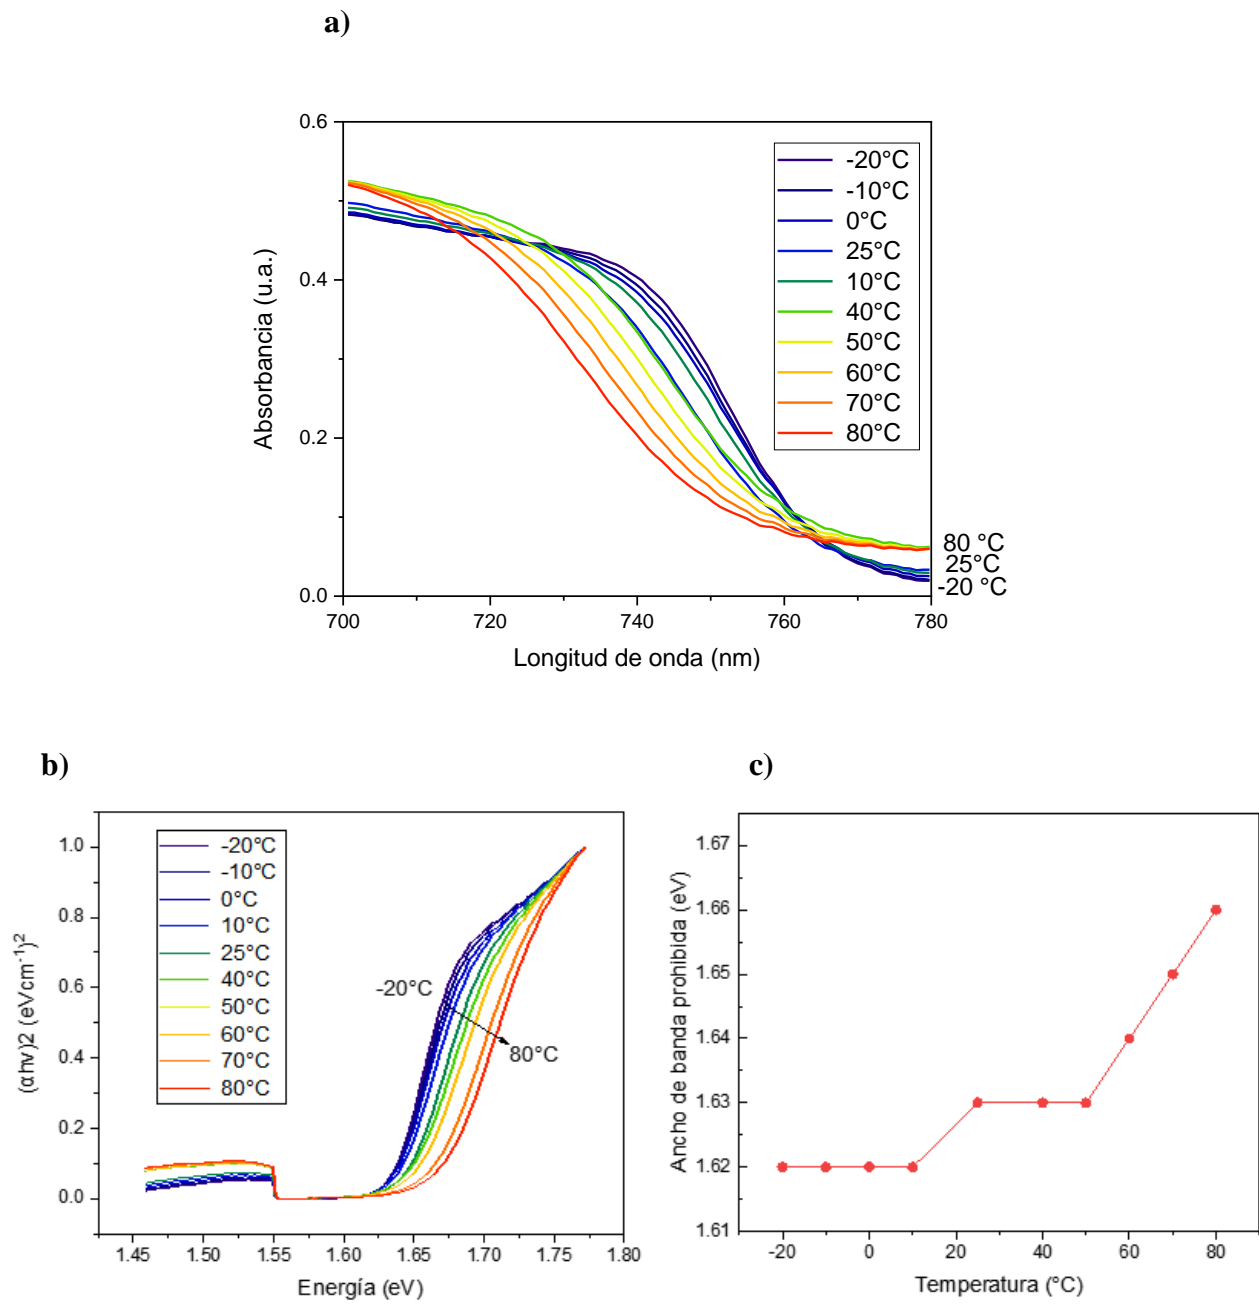 a)
0.6
0.4
0.2
0.0
Absorbancia (u.a.)
-20°C
-10°C
0°C
25°C
10°C
40°C
50°C
60°C
70°C
80°C
80 °C
25°C
-20 °C
700 720 740 760 780
Longitud de onda (nm)
b)
1.0
0.8
0.6
0.4
0.2
0.0
(αhν)2 (eVcm⁻¹)²
-20°C
-10°C
0°C
10°C
25°C
40°C
50°C
60°C
70°C
80°C
-20°C
80°C
1.45 1.50 1.55 1.60 1.65 1.70 1.75 1.80
Energía (eV)
c)
1.67
1.66
1.65
1.64
1.63
1.62
1.61
Ancho de banda prohibida (eV)
-20 0 20 40 60 80
Temperatura (°C)